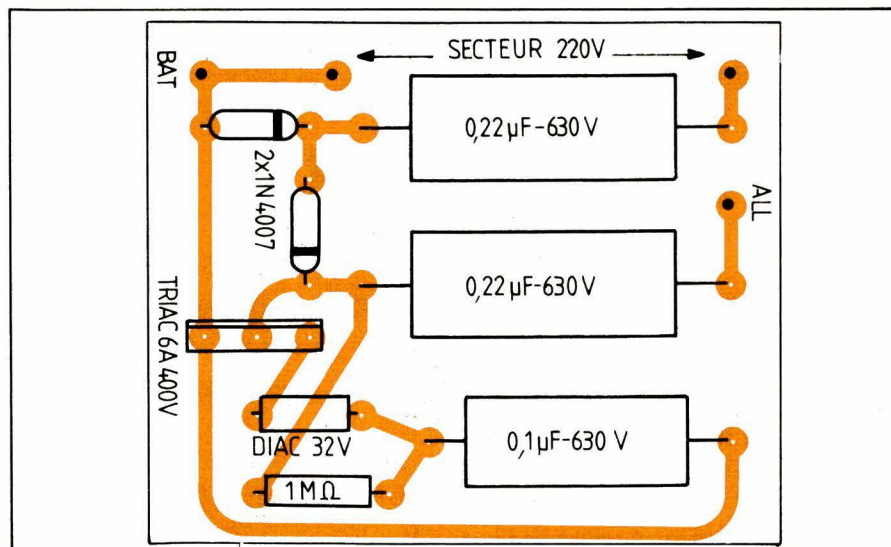 SECTEUR 220V
BAT
0,22µF-630V
2x1N4007
ALL
0,22µF-630V
TRIAC 6A 400V
DIAC 32V
0,1µF-630 V
1MΩ